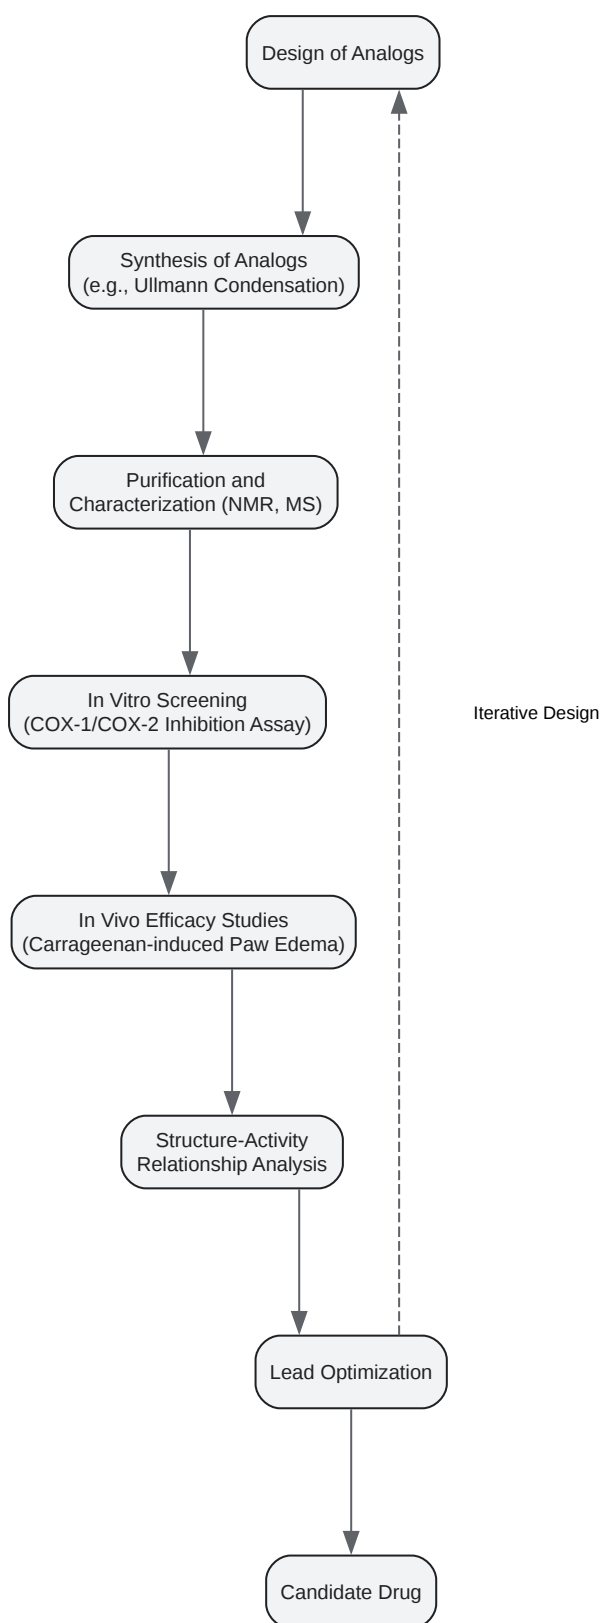 Design of Analogs
Synthesis of Analogs
(e.g., Ullmann Condensation)
Purification and
Characterization (NMR, MS)
In Vitro Screening
(COX-1/COX-2 Inhibition Assay)
Iterative Design
In Vivo Efficacy Studies
(Carrageenan-induced Paw Edema)
Structure-Activity
Relationship Analysis
Lead Optimization
Candidate Drug